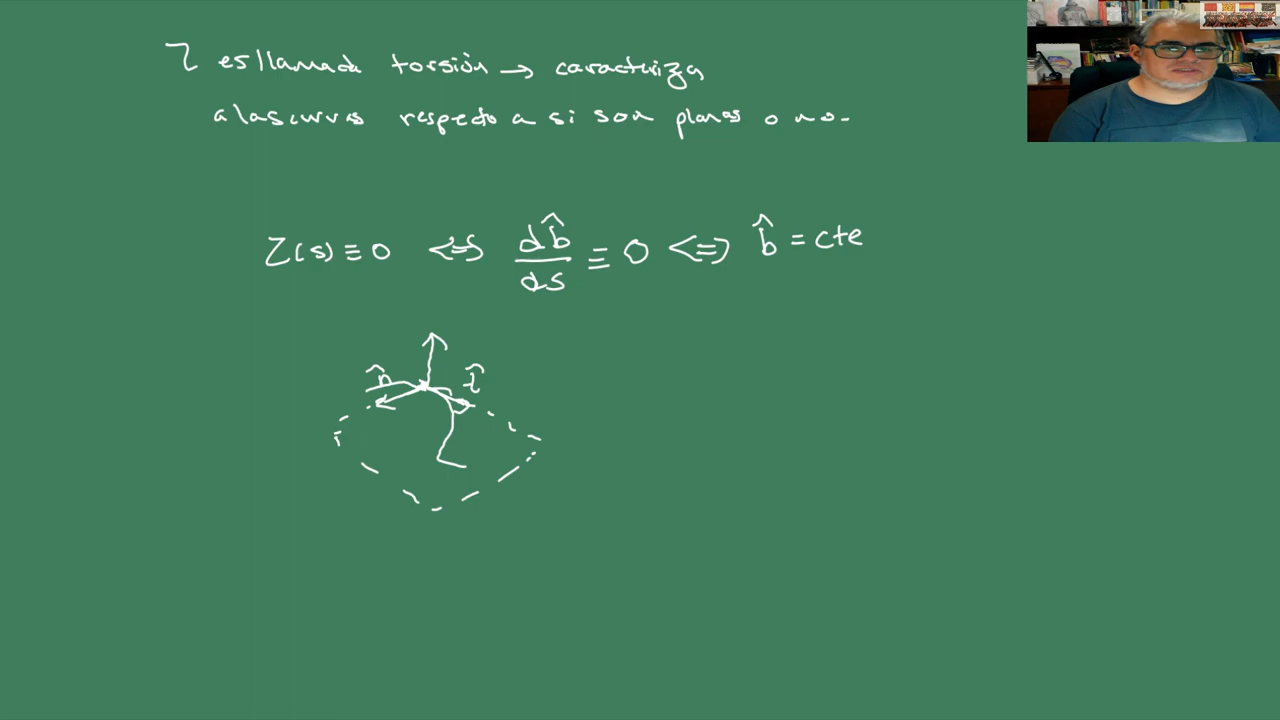 τ es llamada torsión → caracteriza
a las curvas respecto a si son planas o no.
τ(s) ≡ 0 <=> db̂/ds ≡ 0 <=> b̂ = cte
n̂ t̂